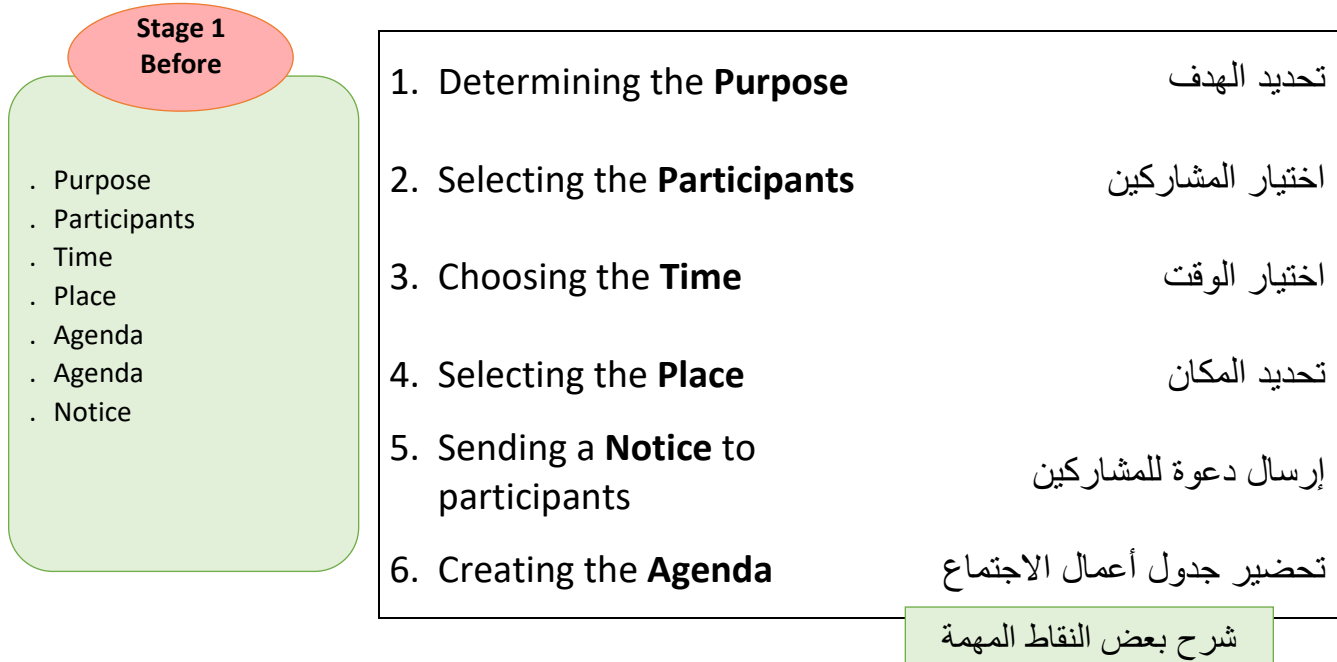 Stage 1
Before
. Purpose
. Participants
. Time
. Place
. Agenda
. Agenda
. Notice
1. Determining the Purpose تحديد الهدف
2. Selecting the Participants اختيار المشاركين
3. Choosing the Time اختيار الوقت
4. Selecting the Place تحديد المكان
5. Sending a Notice to
participants إرسال دعوة للمشاركين
6. Creating the Agenda تحضير جدول أعمال الاجتماع
شرح بعض النقاط المهمة